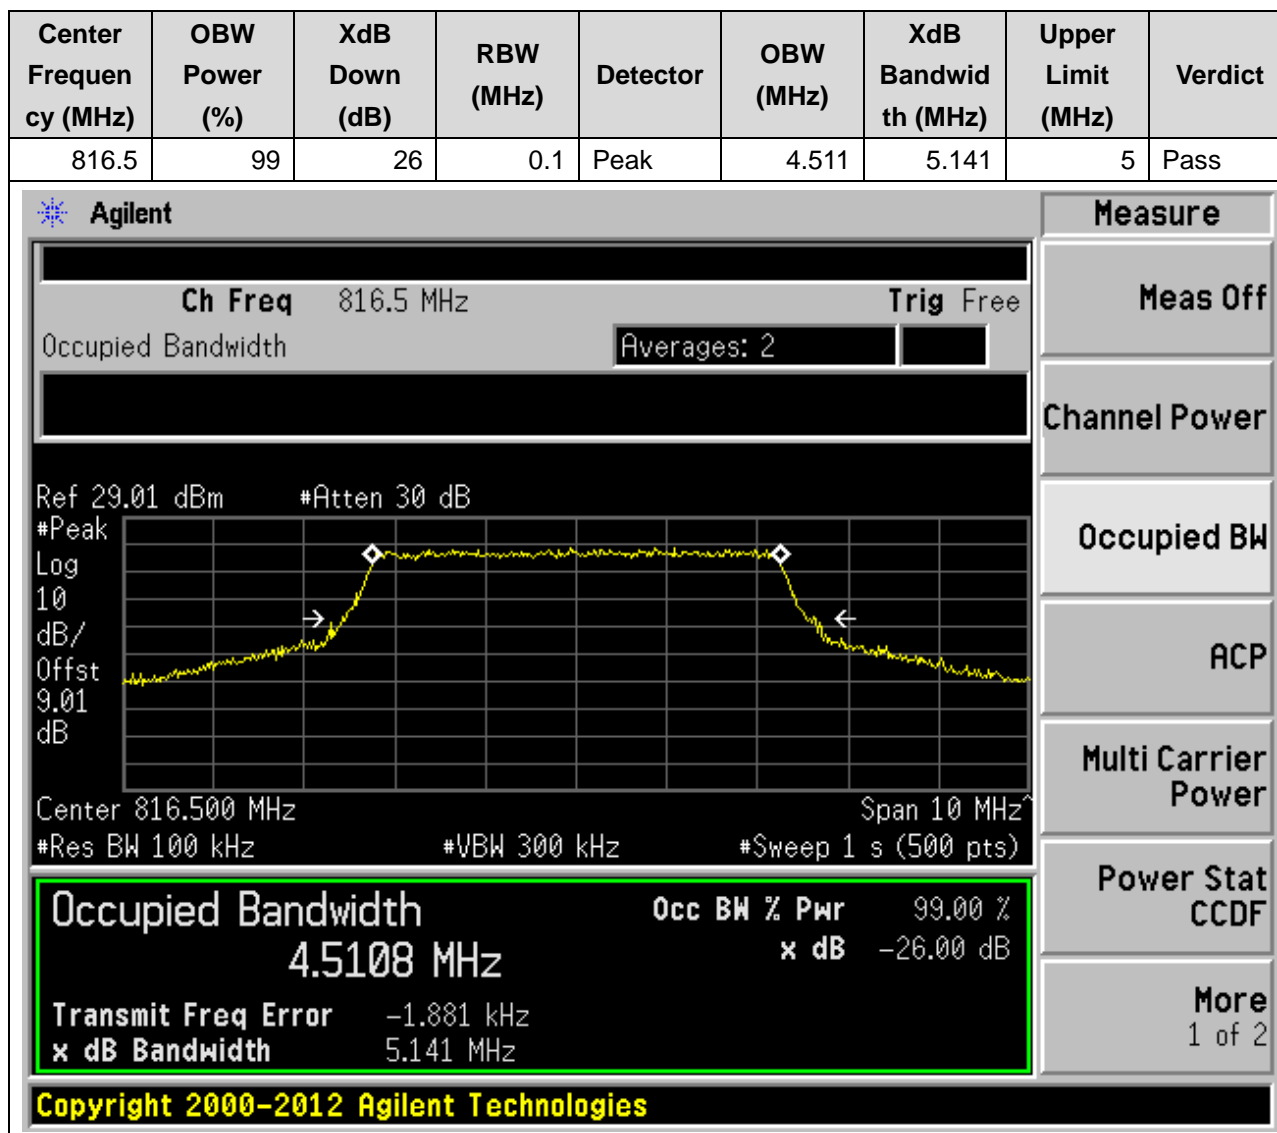 Center Frequen cy (MHz) | OBW Power (%) | XdB Down (dB) | RBW (MHz) | Detector | OBW (MHz) | XdB Bandwid th (MHz) | Upper Limit (MHz) | Verdict
816.5 | 99 | 26 | 0.1 | Peak | 4.511 | 5.141 | 5 | Pass
Agilent
Ch Freq 816.5 MHz Trig Free
Occupied Bandwidth Averages: 2
Ref 29.01 dBm #Atten 30 dB
#Peak
Log
10
dB/
Offst
9.01
dB
Center 816.500 MHz Span 10 MHz^
#Res BW 100 kHz #VBW 300 kHz #Sweep 1 s (500 pts)
Occupied Bandwidth
4.5108 MHz
Occ BW % Pwr 99.00 %
x dB -26.00 dB
Transmit Freq Error -1.881 kHz
x dB Bandwidth 5.141 MHz
Copyright 2000-2012 Agilent Technologies
Measure
Meas Off
Channel Power
Occupied BW
ACP
Multi Carrier
Power
Power Stat
CCDF
More
1 of 2